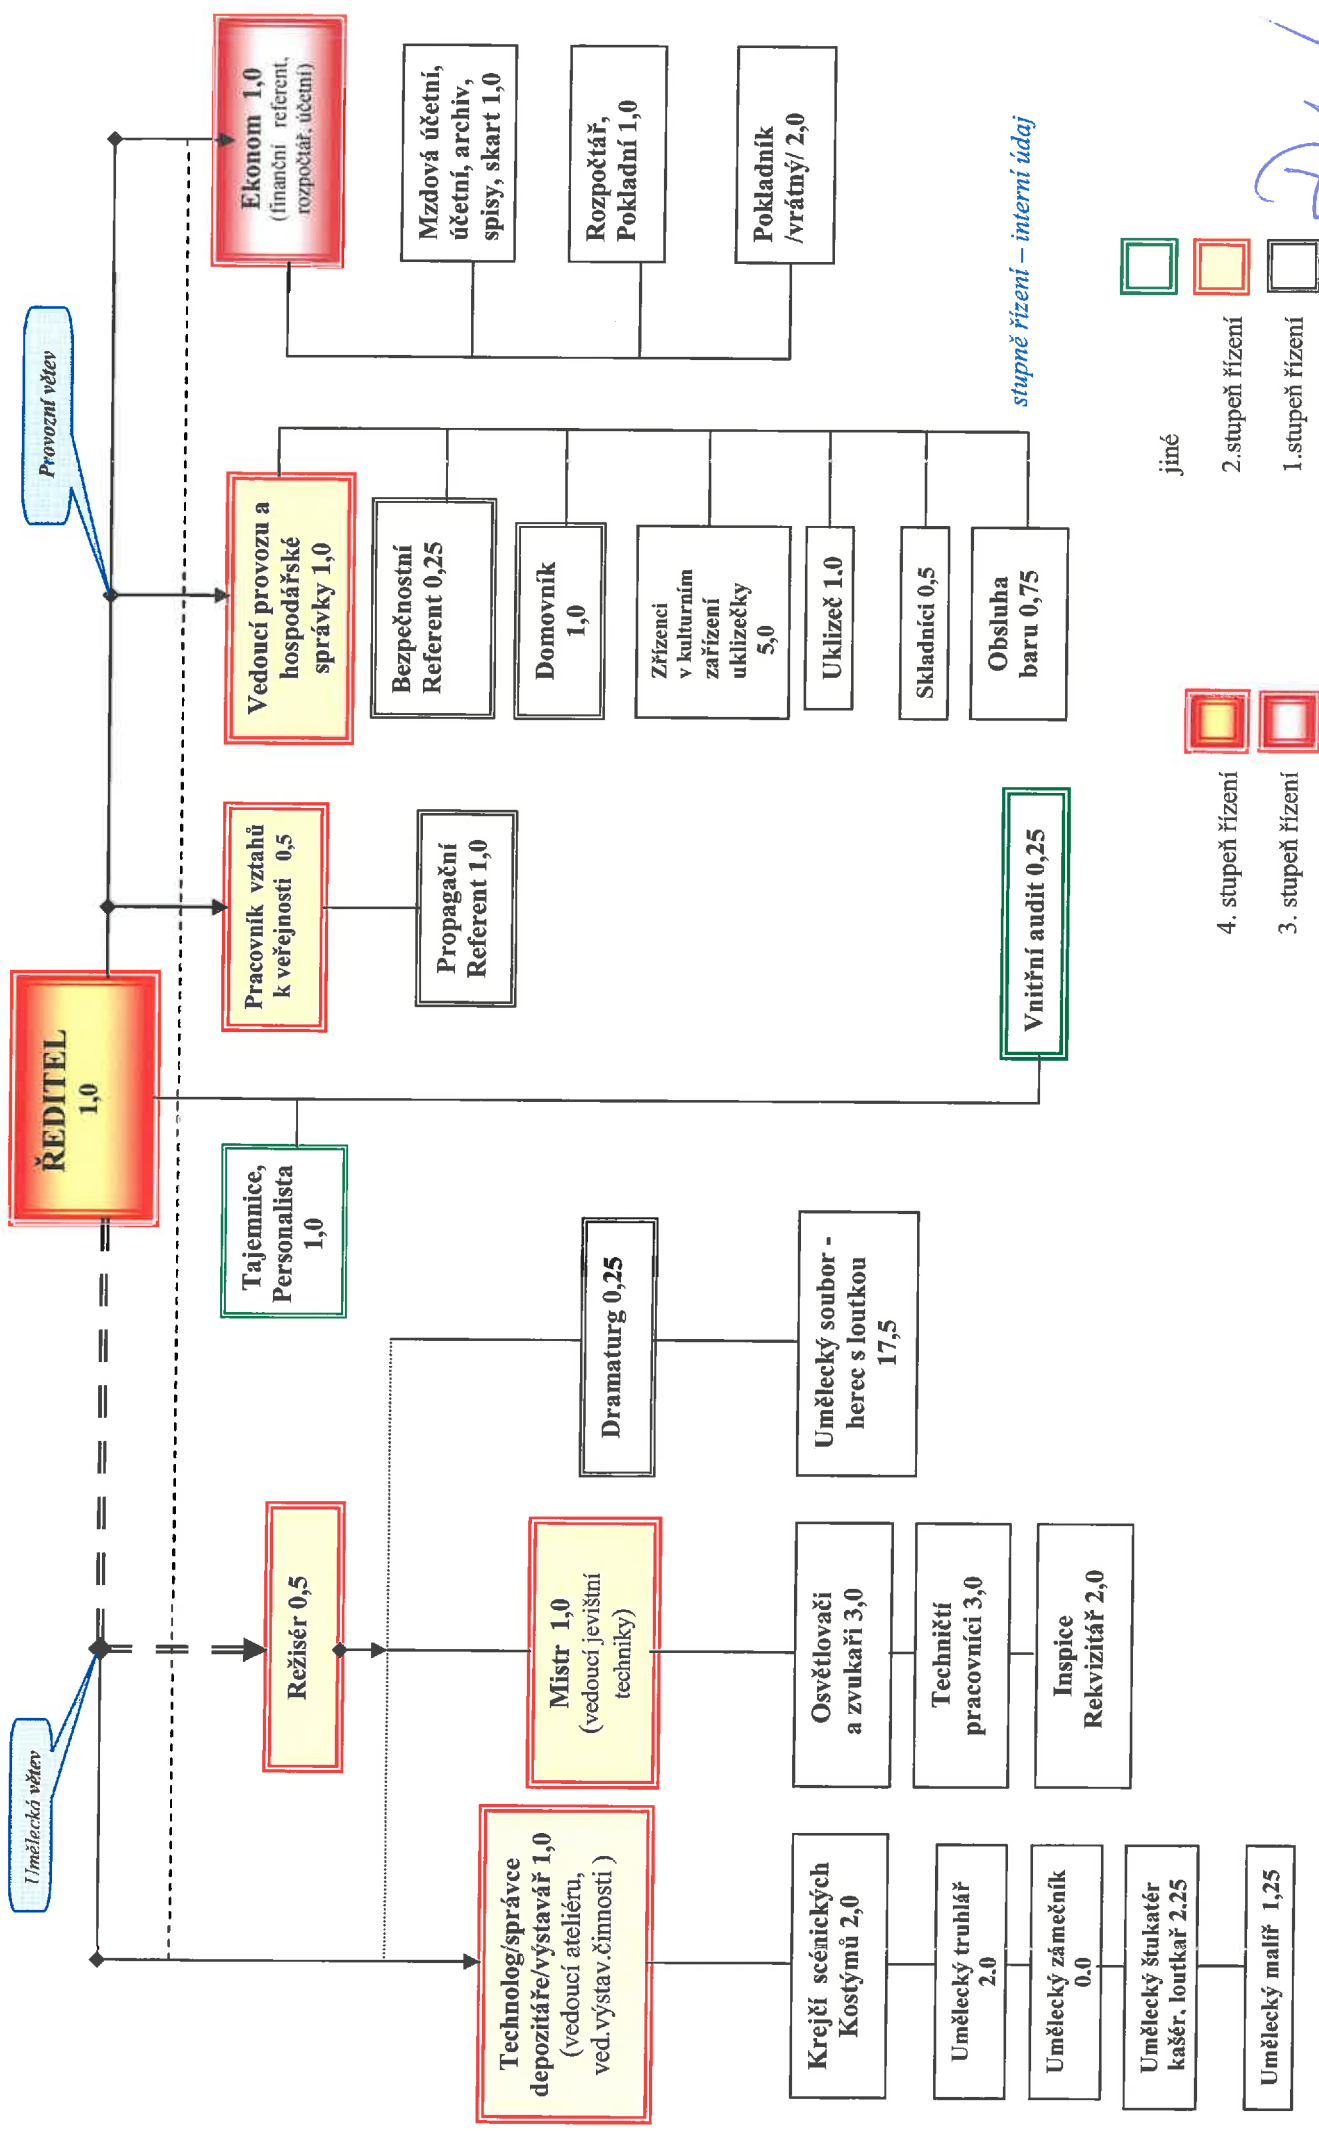 Umělecká větev
Provozní větev
ŘEDITEL
1,0
Tajemnice,
Personalista
1,0
Vnitřní audit 0,25
Režisér 0,5
Technolog/správce
depozitáře/výstavář 1,0
(vedoucí ateliéru,
ved.výstav.činnosti )
Krejčí scénických
Kostýmů 2,0
Umělecký truhlář
2.0
Umělecký zámečník
0.0
Umělecký štukatér
kašér. loutkař 2.25
Umělecký malíř 1,25
Mistr 1,0
(vedoucí jevištní
techniky)
Osvětlovači
a zvukaři 3,0
Techničtí
pracovníci 3,0
Inspice
Rekvizitář 2,0
Dramaturg 0,25
Umělecký soubor -
herec s loutkou
17,5
Pracovník vztahů
k veřejnosti 0,5
Propagační
Referent 1,0
Vedoucí provozu a
hospodářské
správky 1,0
Bezpečnostní
Referent 0,25
Domovník
1,0
Zřízenci
v kulturním
zařízení
uklizečky
5,0
Uklizeč 1.0
Skladníci 0,5
Obsluha
baru 0,75
Ekonom 1,0
(finanční referent,
rozpočtář, účetní)
Mzdová účetní,
účetní, archiv,
spisy, skart 1,0
Rozpočtář,
Pokladní 1,0
Pokladník
/vrátný/ 2,0
stupně řízení – interní údaj
jiné
4. stupeň řízení
2.stupeň řízení
3. stupeň řízení
1.stupeň řízení